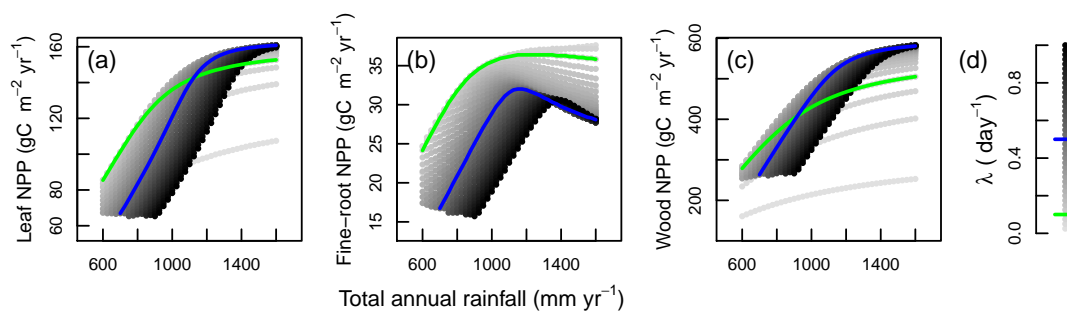 (a)
Leaf NPP (gC m⁻² yr⁻¹)
60 80 120 160
600 1000 1400
(b)
Fine−root NPP (gC m⁻² yr⁻¹)
15 20 25 30 35
600 1000 1400
Total annual rainfall (mm yr⁻¹)
(c)
Wood NPP (gC m⁻² yr⁻¹)
200 400 600
600 1000 1400
(d)
λ ( day⁻¹)
0.0 0.4 0.8